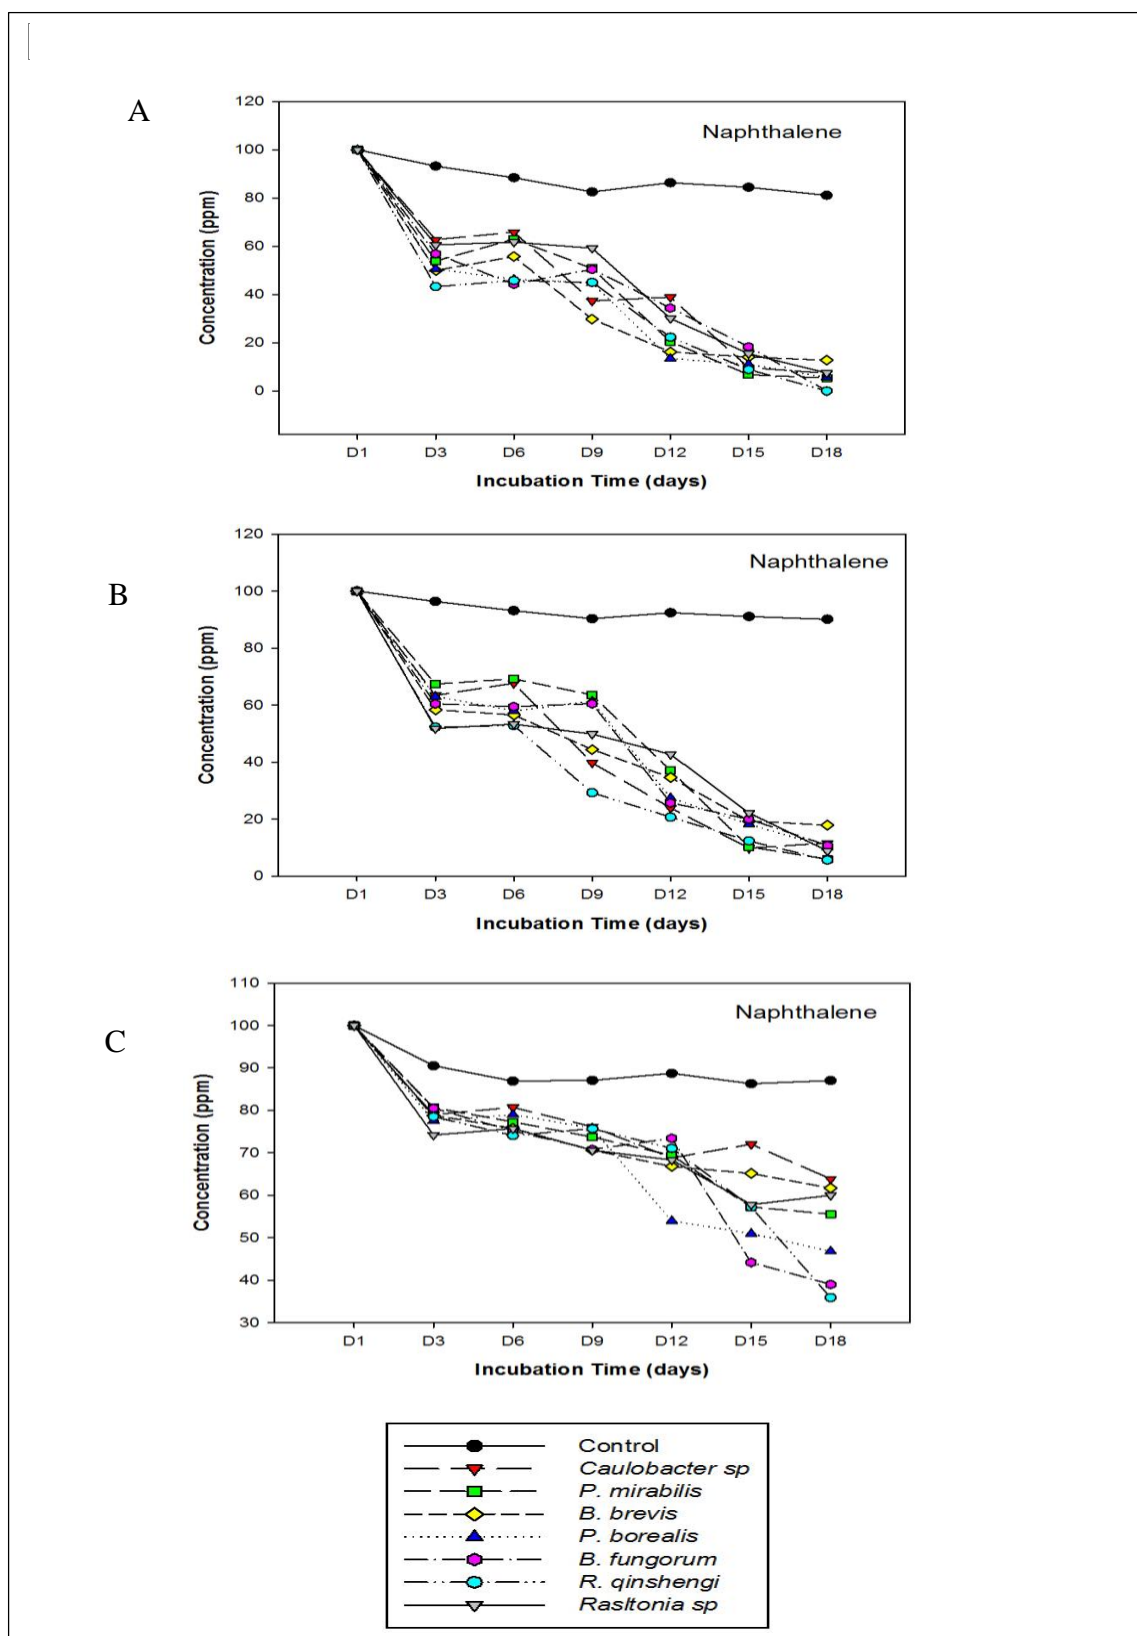 A
Naphthalene
120
100
80
60
40
20
0
Concentration (ppm)
D1 D3 D6 D9 D12 D15 D18
Incubation Time (days)
B
Naphthalene
120
100
80
60
40
20
0
Concentration (ppm)
D1 D3 D6 D9 D12 D15 D18
Incubation Time (days)
C
Naphthalene
110
100
90
80
70
60
50
40
30
Concentration (ppm)
D1 D3 D6 D9 D12 D15 D18
Incubation Time (days)
Control
Caulobacter sp
P. mirabilis
B. brevis
P. borealis
B. fungorum
R. qinshengi
Rasltonia sp